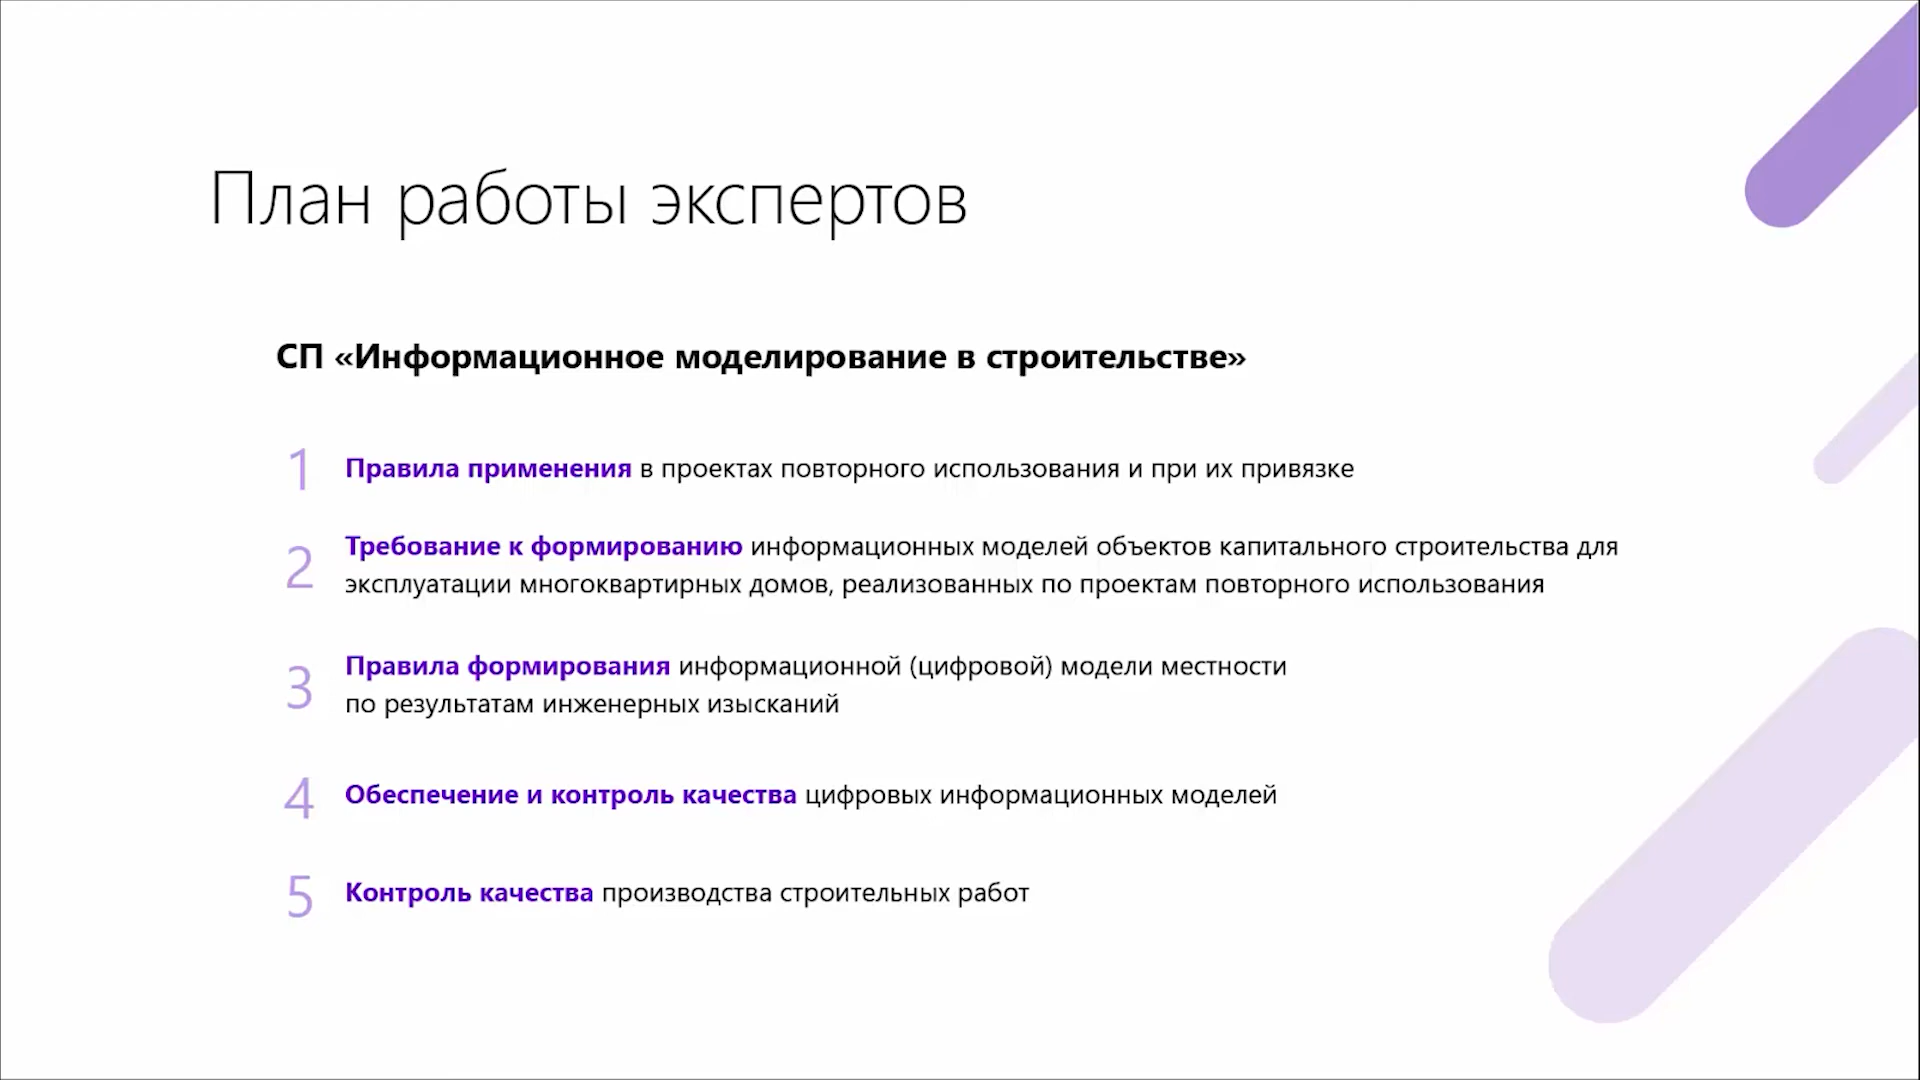 План работы экспертов
СП «Информационное моделирование в строительстве»
1 Правила применения в проектах повторного использования и при их привязке
2 Требование к формированию информационных моделей объектов капитального строительства для
эксплуатации многоквартирных домов, реализованных по проектам повторного использования
3 Правила формирования информационной (цифровой) модели местности
по результатам инженерных изысканий
4 Обеспечение и контроль качества цифровых информационных моделей
5 Контроль качества производства строительных работ